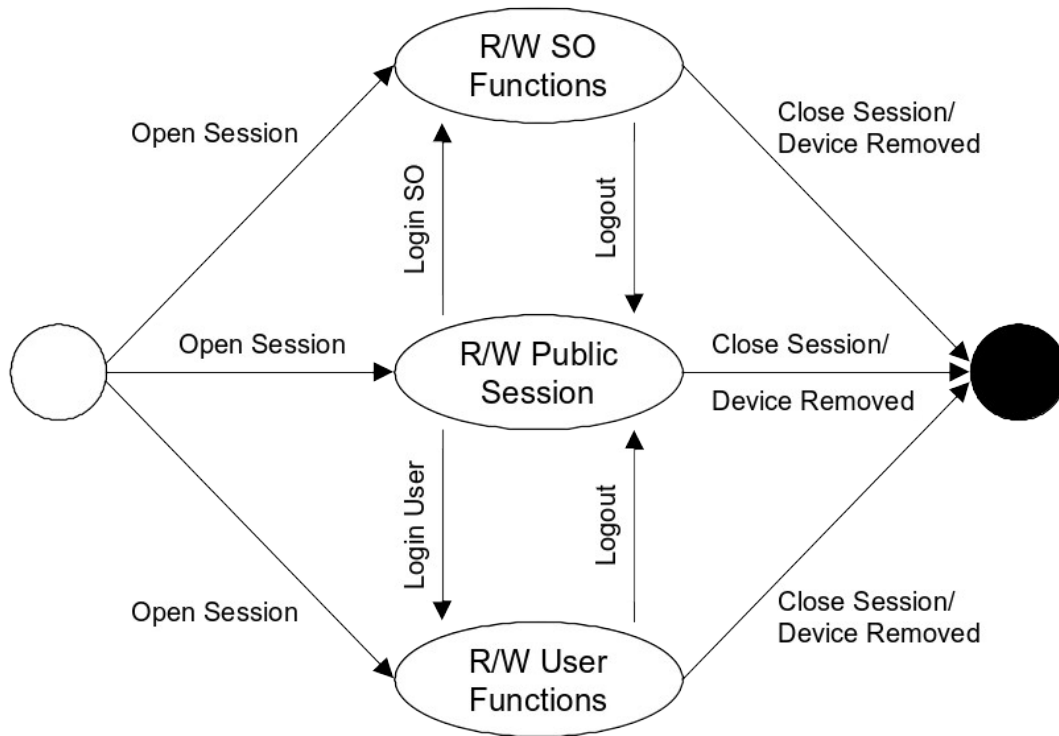 R/W SO
Functions
Open Session
Close Session/
Device Removed
Login SO
Logout
Open Session
R/W Public
Session
Close Session/
Device Removed
Login User
Logout
Open Session
Close Session/
Device Removed
R/W User
Functions